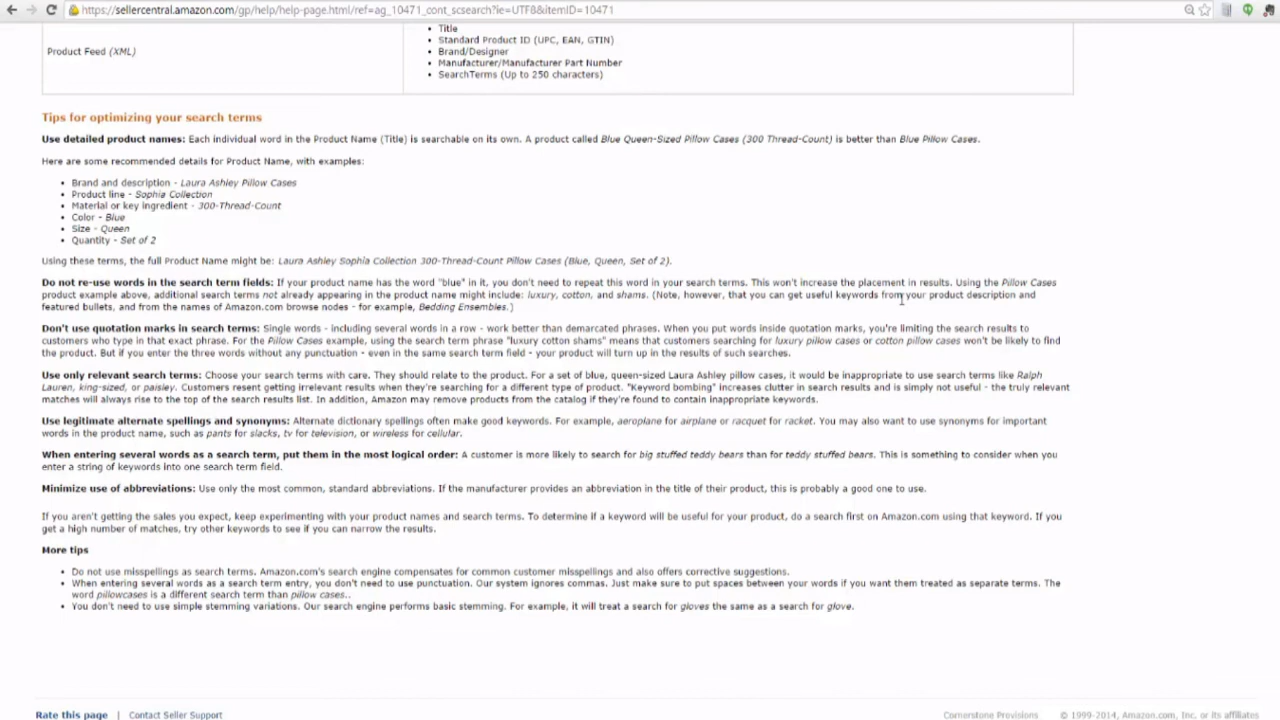 https://sellercentral.amazon.com/gp/help/help-page.html/ref=ag_10471_cont_scsearch?ie=UTF8&itemID=10471
Product Feed (XML)
• Title
• Standard Product ID (UPC, EAN, GTIN)
• Brand/Designer
• Manufacturer/Manufacturer Part Number
• SearchTerms (Up to 250 characters)
Tips for optimizing your search terms
Use detailed product names: Each individual word in the Product Name (Title) is searchable on its own. A product called Blue Queen-Sized Pillow Cases (300 Thread-Count) is better than Blue Pillow Cases.
Here are some recommended details for Product Name, with examples:
• Brand and description - Laura Ashley Pillow Cases
• Product line - Sophia Collection
• Material or key ingredient - 300-Thread-Count
• Color - Blue
• Size - Queen
• Quantity - Set of 2
Using these terms, the full Product Name might be: Laura Ashley Sophia Collection 300-Thread-Count Pillow Cases (Blue, Queen, Set of 2).
Do not re-use words in the search term fields: If your product name has the word "blue" in it, you don't need to repeat this word in your search terms. This won't increase the placement in results. Using the Pillow Cases
product example above, additional search terms not already appearing in the product name might include: luxury, cotton, and shams. (Note, however, that you can get useful keywords from your product description and
featured bullets, and from the names of Amazon.com browse nodes - for example, Bedding Ensembles.)
Don't use quotation marks in search terms: Single words - including several words in a row - work better than demarcated phrases. When you put words inside quotation marks, you're limiting the search results to
customers who type in that exact phrase. For the Pillow Cases example, using the search term phrase "luxury cotton shams" means that customers searching for luxury pillow cases or cotton pillow cases won't be likely to find
the product. But if you enter the three words without any punctuation - even in the same search term field - your product will turn up in the results of such searches.
Use only relevant search terms: Choose your search terms with care. They should relate to the product. For a set of blue, queen-sized Laura Ashley pillow cases, it would be inappropriate to use search terms like Ralph
Lauren, king-sized, or paisley. Customers resent getting irrelevant results when they're searching for a different type of product. "Keyword bombing" increases clutter in search results and is simply not useful - the truly relevant
matches will always rise to the top of the search results list. In addition, Amazon may remove products from the catalog if they're found to contain inappropriate keywords.
Use legitimate alternate spellings and synonyms: Alternate dictionary spellings often make good keywords. For example, aeroplane for airplane or racquet for racket. You may also want to use synonyms for important
words in the product name, such as pants for slacks, tv for television, or wireless for cellular.
When entering several words as a search term, put them in the most logical order: A customer is more likely to search for big stuffed teddy bears than for teddy stuffed bears. This is something to consider when you
enter a string of keywords into one search term field.
Minimize use of abbreviations: Use only the most common, standard abbreviations. If the manufacturer provides an abbreviation in the title of their product, this is probably a good one to use.
If you aren't getting the sales you expect, keep experimenting with your product names and search terms. To determine if a keyword will be useful for your product, do a search first on Amazon.com using that keyword. If you
get a high number of matches, try other keywords to see if you can narrow the results.
More tips
• Do not use misspellings as search terms. Amazon.com's search engine compensates for common customer misspellings and also offers corrective suggestions.
• When entering several words as a search term entry, you don't need to use punctuation. Our system ignores commas. Just make sure to put spaces between your words if you want them treated as separate terms. The
word pillowcases is a different search term than pillow cases..
• You don't need to use simple stemming variations. Our search engine performs basic stemming. For example, it will treat a search for gloves the same as a search for glove.
Rate this page | Contact Seller Support
Cornerstone Provisions © 1999-2014, Amazon.com, Inc. or its affiliates